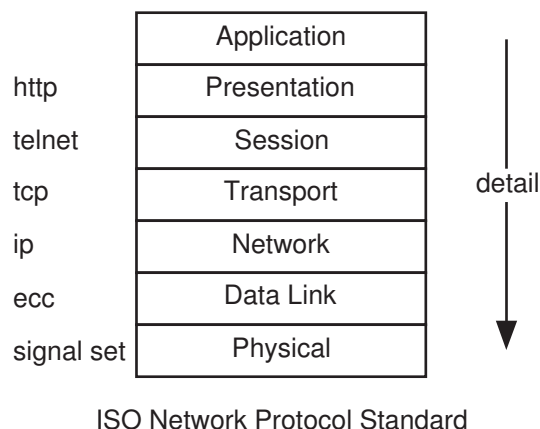 Application
http Presentation
telnet Session
tcp Transport
detail
ip Network
ecc Data Link
signal set Physical
ISO Network Protocol Standard